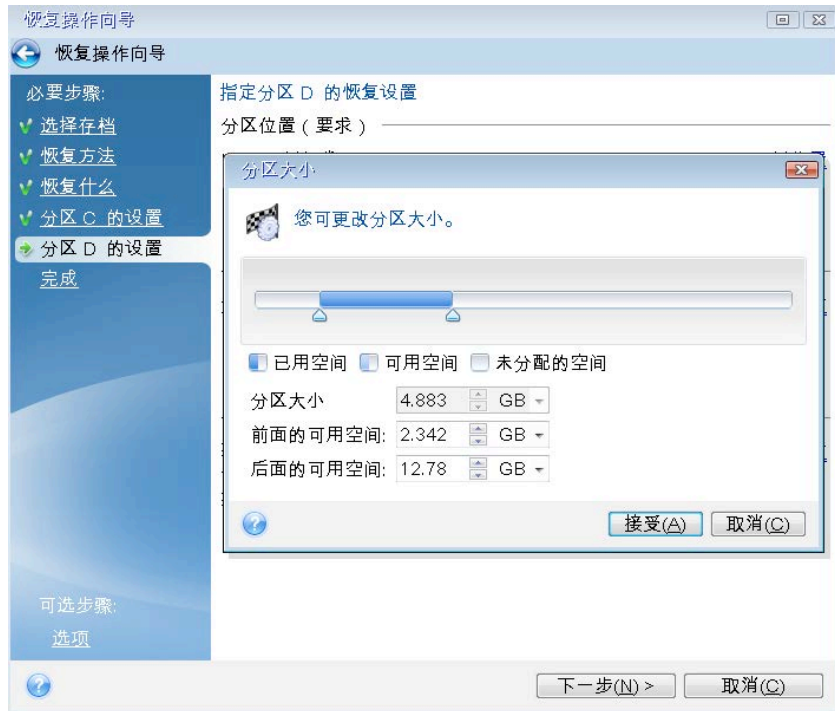 恢复操作向导
恢复操作向导
必要步骤:
选择存档
恢复方法
恢复什么
分区 C 的设置
分区 D 的设置
完成
可选步骤:
选项
指定分区 D 的恢复设置
分区位置 ( 要求 )
分区大小
您可更改分区大小。
已用空间 可用空间 未分配的空间
分区大小 4.883 GB
前面的可用空间: 2.342 GB
后面的可用空间: 12.78 GB
接受(A) 取消(C)
下一步(N) > 取消(C)